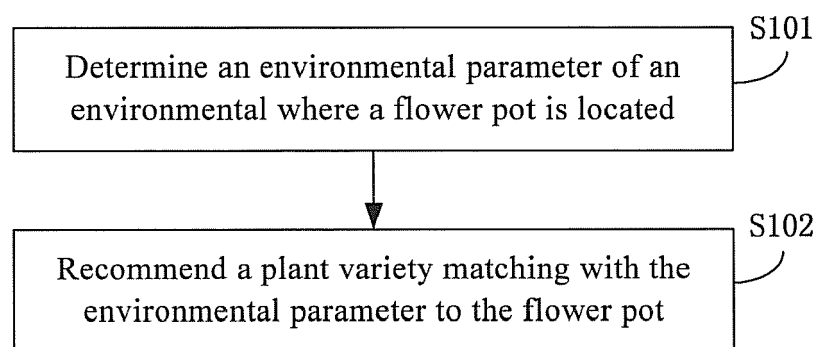 S101
Determine an environmental parameter of an
environmental where a flower pot is located
S102
Recommend a plant variety matching with the
environmental parameter to the flower pot